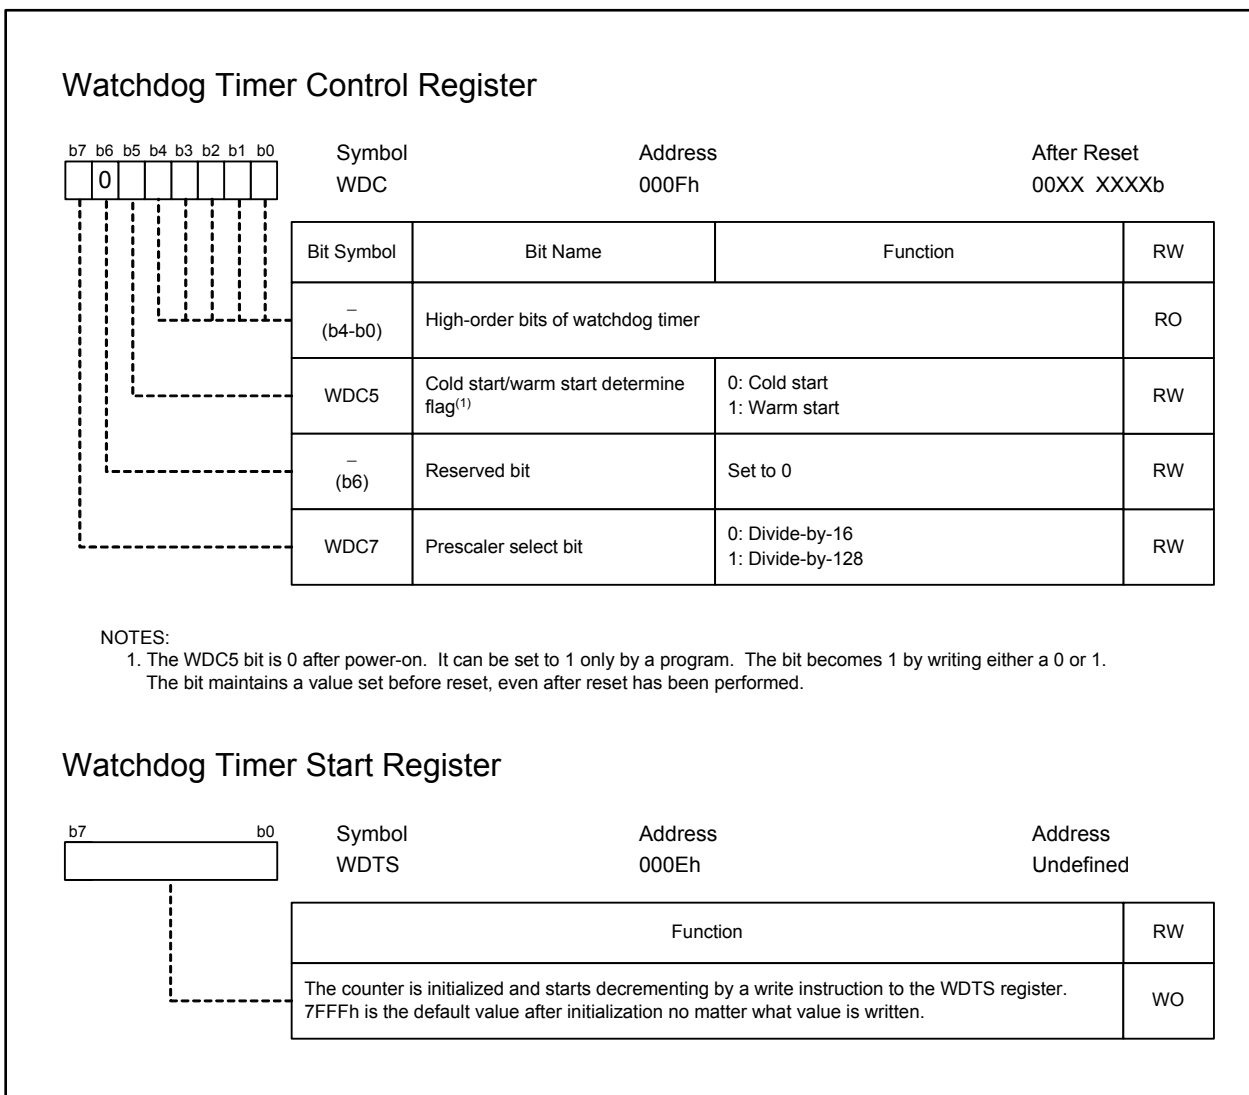 Watchdog Timer Control Register
b7 b6 b5 b4 b3 b2 b1 b0
Symbol Address After Reset
0
WDC 000Fh 00XX XXXXb
Bit Symbol Bit Name Function RW
–
(b4-b0) High-order bits of watchdog timer RO
WDC5 Cold start/warm start determine flag(1) 0: Cold start
1: Warm start RW
–
(b6) Reserved bit Set to 0 RW
WDC7 Prescaler select bit 0: Divide-by-16
1: Divide-by-128 RW
NOTES:
1. The WDC5 bit is 0 after power-on. It can be set to 1 only by a program. The bit becomes 1 by writing either a 0 or 1.
The bit maintains a value set before reset, even after reset has been performed.
Watchdog Timer Start Register
b7 b0
Symbol Address Address
WDTS 000Eh Undefined
Function RW
The counter is initialized and starts decrementing by a write instruction to the WDTS register.
7FFFh is the default value after initialization no matter what value is written.
WO